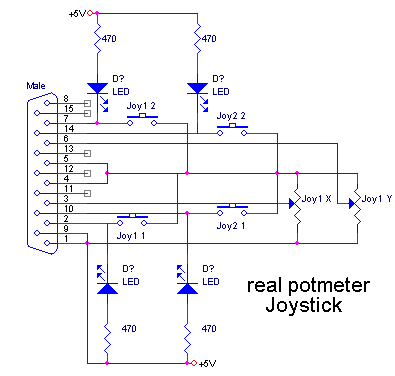 +5V
470
470
D?
LED
D?
LED
Male
Joy1 2
Joy2 2
8
15
7
14
6
13
5
12
4
11
3
10
2
9
1
Joy1 X
Joy1 Y
Joy1 1
Joy2 1
D?
LED
D?
LED
real potmeter
Joystick
470
470
+5V